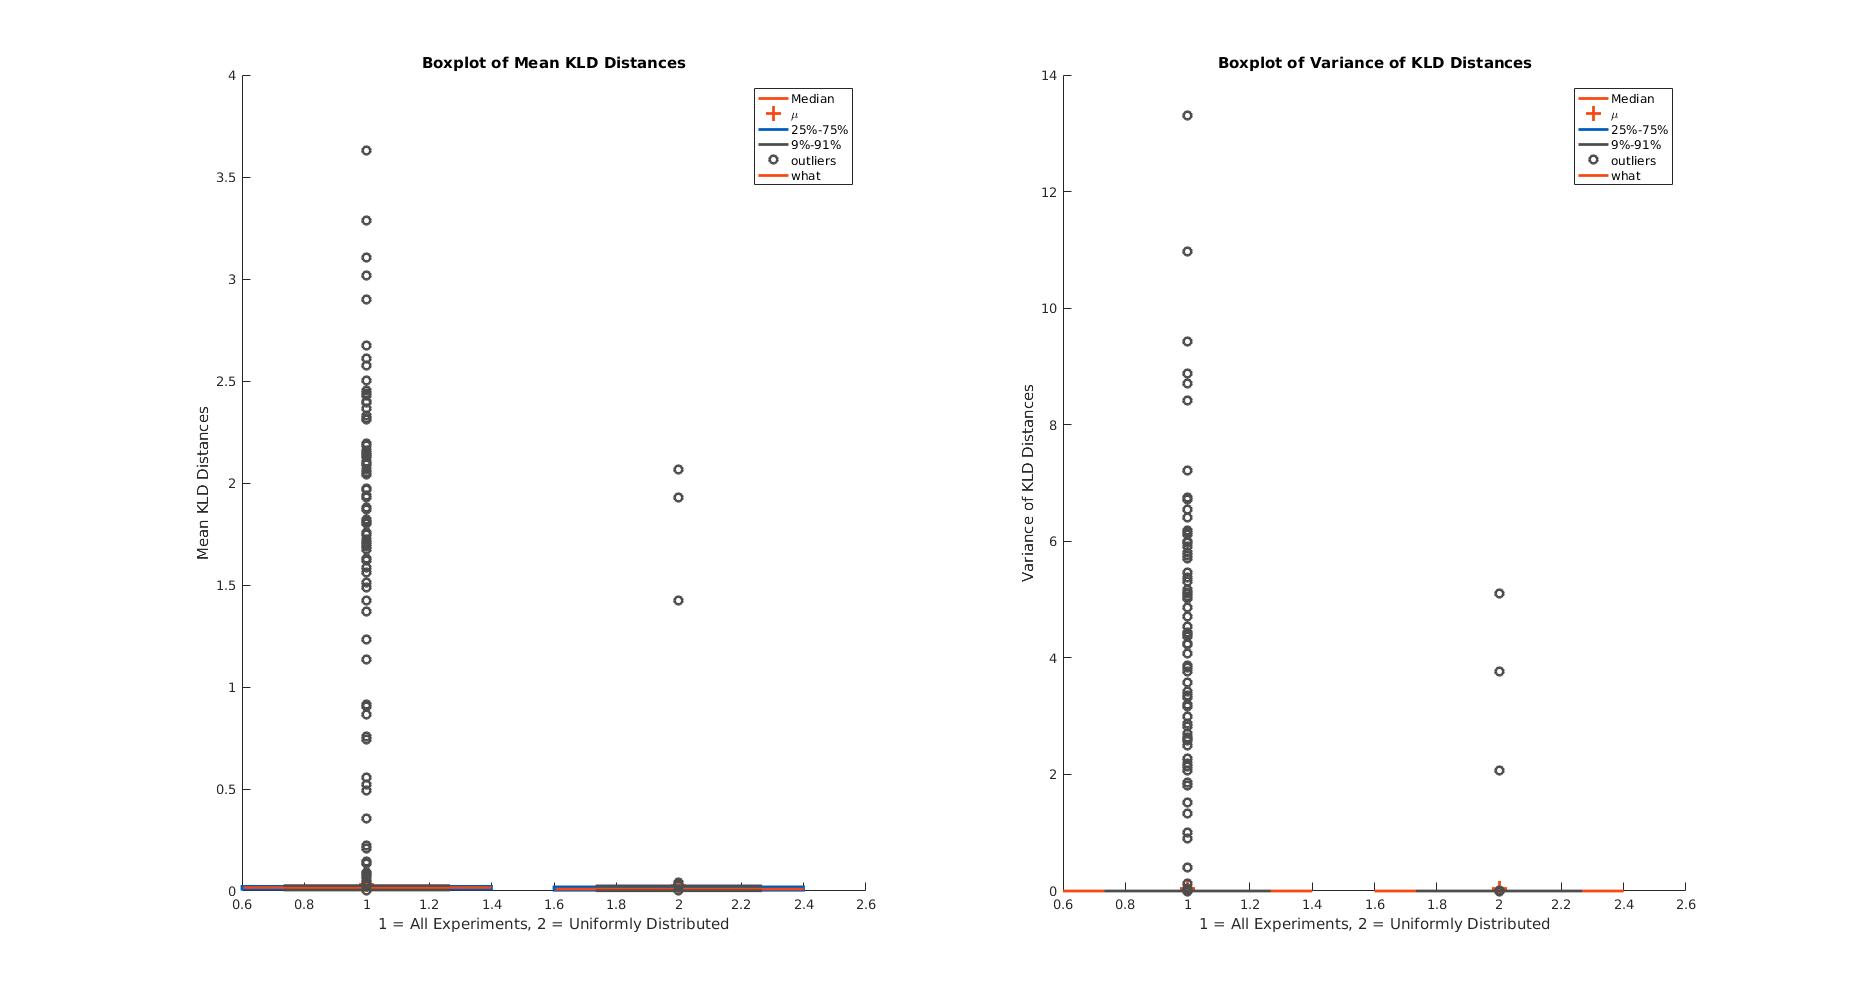 Boxplot of Mean KLD Distances
4
3.5
3
2.5
2
1.5
1
0.5
0
Mean KLD Distances
Median
μ
25%-75%
9%-91%
outliers
what
0.6 0.8 1 1.2 1.4 1.6 1.8 2 2.2 2.4 2.6
1 = All Experiments, 2 = Uniformly Distributed
Boxplot of Variance of KLD Distances
14
12
10
8
6
4
2
0
Variance of KLD Distances
Median
μ
25%-75%
9%-91%
outliers
what
0.6 0.8 1 1.2 1.4 1.6 1.8 2 2.2 2.4 2.6
1 = All Experiments, 2 = Uniformly Distributed